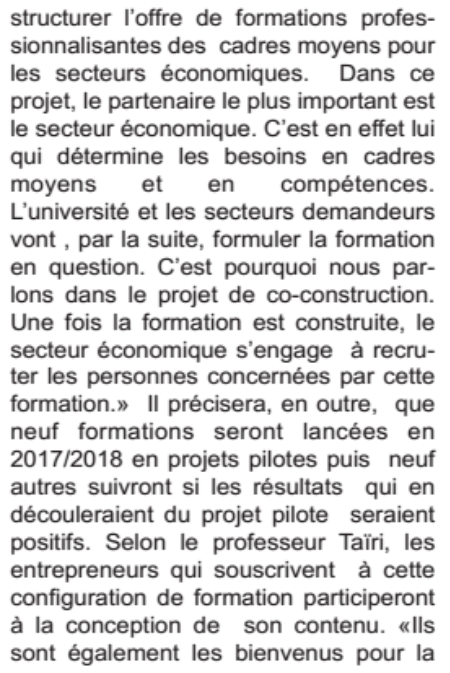 structurer l’offre de formations profes-
sionnalisantes des cadres moyens pour
les secteurs économiques. Dans ce
projet, le partenaire le plus important est
le secteur économique. C’est en effet lui
qui détermine les besoins en cadres
moyens et en compétences.
L’université et les secteurs demandeurs
vont , par la suite, formuler la formation
en question. C’est pourquoi nous par-
lons dans le projet de co-construction.
Une fois la formation est construite, le
secteur économique s’engage à recru-
ter les personnes concernées par cette
formation.» Il précisera, en outre, que
neuf formations seront lancées en
2017/2018 en projets pilotes puis neuf
autres suivront si les résultats qui en
découleraient du projet pilote seraient
positifs. Selon le professeur Taïri, les
entrepreneurs qui souscrivent à cette
configuration de formation participeront
à la conception de son contenu. «Ils
sont également les bienvenus pour la